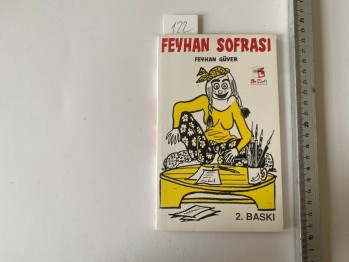 122
FEYHAN SOFRASI
FEYHAN GÜVER
2. BASKI